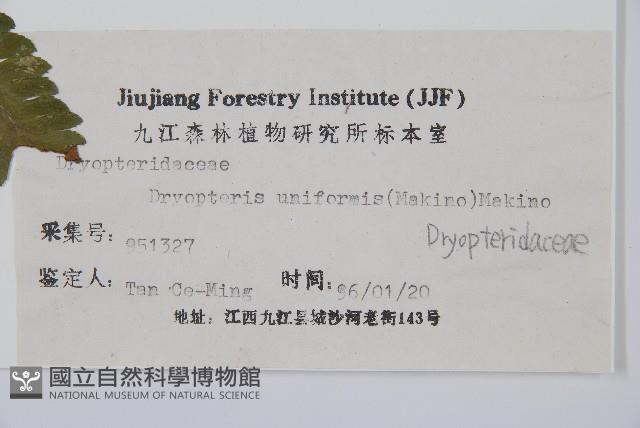 Jiujiang Forestry Institute (JJF)
九江森林植物研究所标本室
Dryopteridaceae
Dryopteris uniformis(Makino)Makino
采集号: 951327
Dryopteridaceae
鉴定人: Tan Ce-Ming 时间: 96/01/20
地址: 江西九江县城沙河老街143号
國立自然科學博物館
NATIONAL MUSEUM OF NATURAL SCIENCE